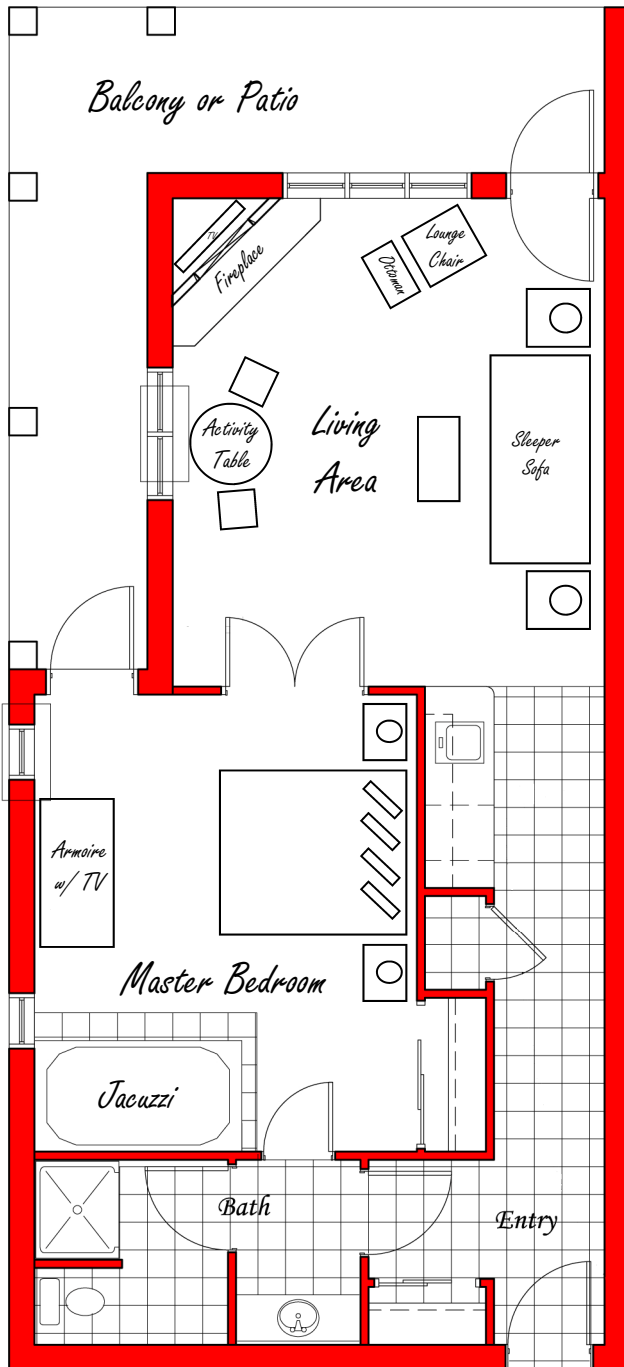 Balcony or Patio
TV
Fireplace
Lounge
Chair
Ottoman
Activity
Table
Living
Area
Sleeper
Sofa
Armoire
w/ TV
Master Bedroom
Jacuzzi
Bath
Entry